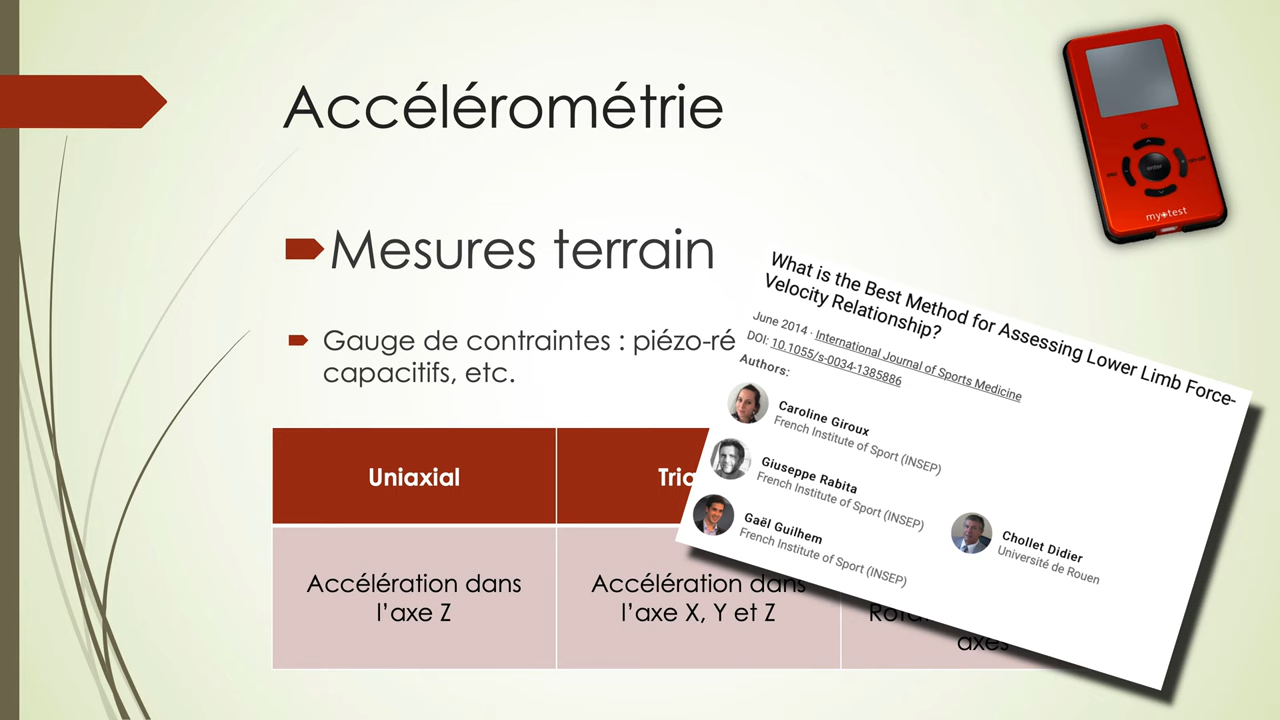 Accélérométrie
Mesures terrain
Gauge de contraintes : piézo-ré
capacitifs, etc.
Uniaxial
Accélération dans
l'axe Z
Accélération dans
l'axe X, Y et Z
axes
enter
my test
What is the Best Method for Assessing Lower Limb Force-
Velocity Relationship?
June 2014 · International Journal of Sports Medicine
DOI: 10.1055/s-0034-1385886
Authors:
Caroline Giroux
French Institute of Sport (INSEP)
Giuseppe Rabita
French Institute of Sport (INSEP)
Gaël Guilhem
French Institute of Sport (INSEP)
Chollet Didier
Université de Rouen